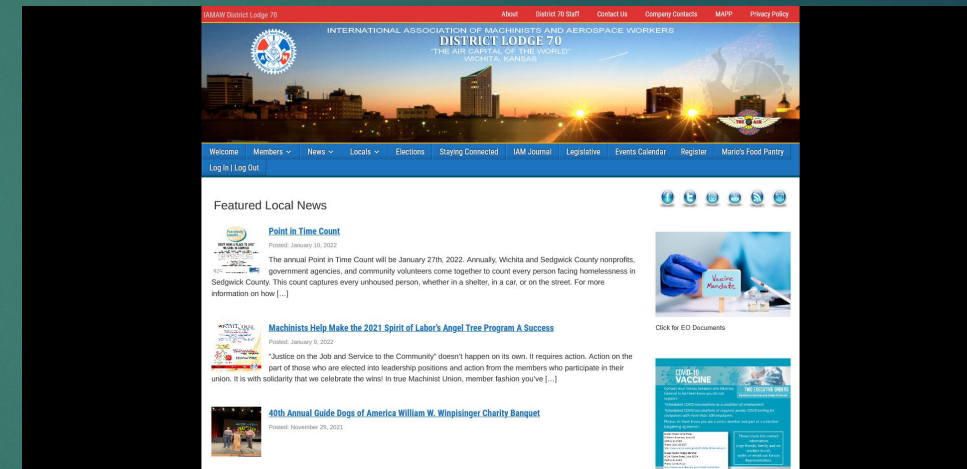 IAMAW District Lodge 70
About District 70 Staff Contact Us Company Contacts MAPP Privacy Policy
INTERNATIONAL ASSOCIATION OF MACHINISTS AND AEROSPACE WORKERS
DISTRICT LODGE 70
"THE AIR CAPITAL OF THE WORLD"
WICHITA, KANSAS
Welcome Members News Locals Elections Staying Connected IAM Journal Legislative Events Calendar Register Mario's Food Pantry
Log In | Log Out
Featured Local News
Point in Time Count
Posted: January 10, 2022
The annual Point in Time Count will be January 27th, 2022. Annually, Wichita and Sedgwick County nonprofits,
government agencies, and community volunteers come together to count every person facing homelessness in
Sedgwick County. This count captures every unhoused person, whether in a shelter, in a car, or on the street. For more
information on how […]
Machinists Help Make the 2021 Spirit of Labor's Angel Tree Program A Success
Posted: January 9, 2022
"Justice on the Job and Service to the Community" doesn't happen on its own. It requires action. Action on the
part of those who are elected into leadership positions and action from the members who participate in their
union. It is with solidarity that we celebrate the wins! In true Machinist Union, member fashion you've […]
40th Annual Guide Dogs of America William W. Winpisinger Charity Banquet
Posted: November 29, 2021
Vaccine
Mandate
Click for EO Documents
COVID-19
VACCINE